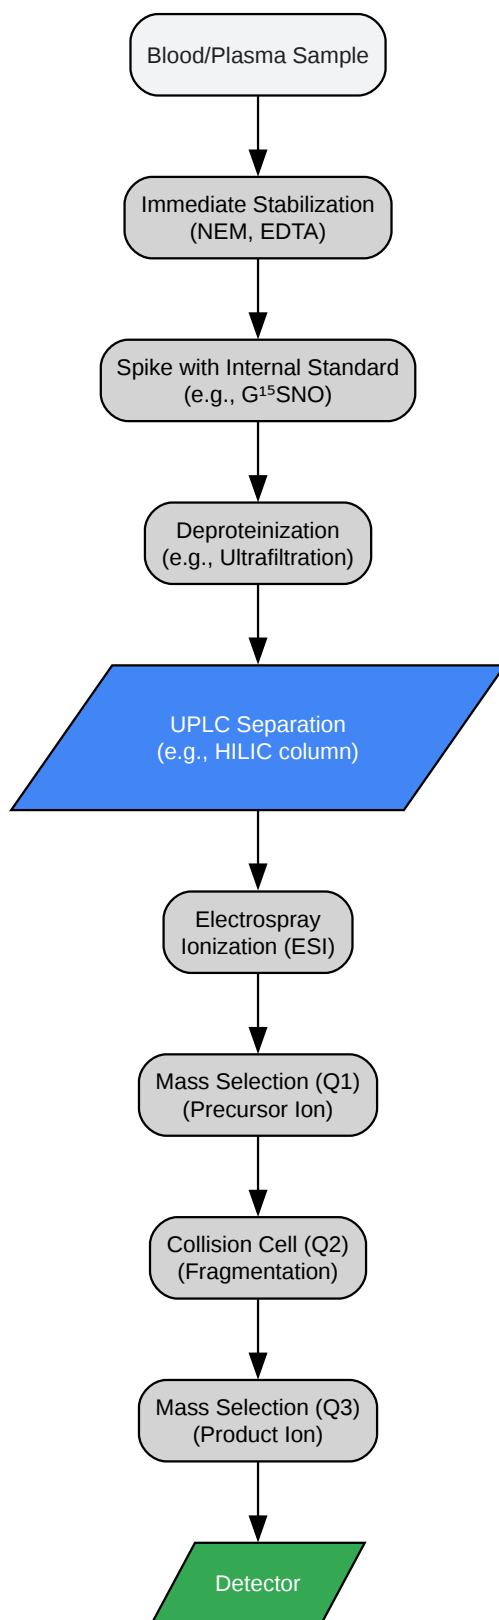 Blood/Plasma Sample
Immediate Stabilization
(NEM, EDTA)
Spike with Internal Standard
(e.g., G¹⁵SNO)
Deproteinization
(e.g., Ultrafiltration)
UPLC Separation
(e.g., HILIC column)
Electrospray
Ionization (ESI)
Mass Selection (Q1)
(Precursor Ion)
Collision Cell (Q2)
(Fragmentation)
Mass Selection (Q3)
(Product Ion)
Detector